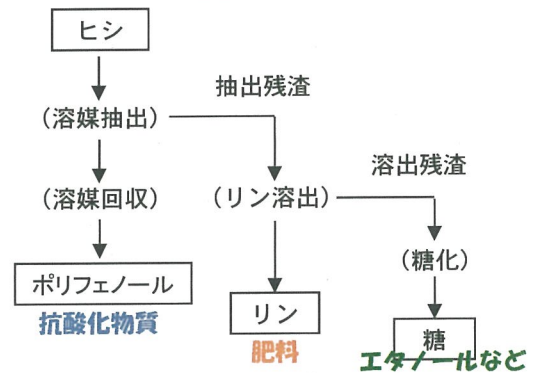 ヒシ
抽出残渣
(溶媒抽出)
溶出残渣
(溶媒回収)
(リン溶出)
(糖化)
ポリフェノール
抗酸化物質
リン
肥料
糖
エタノールなど